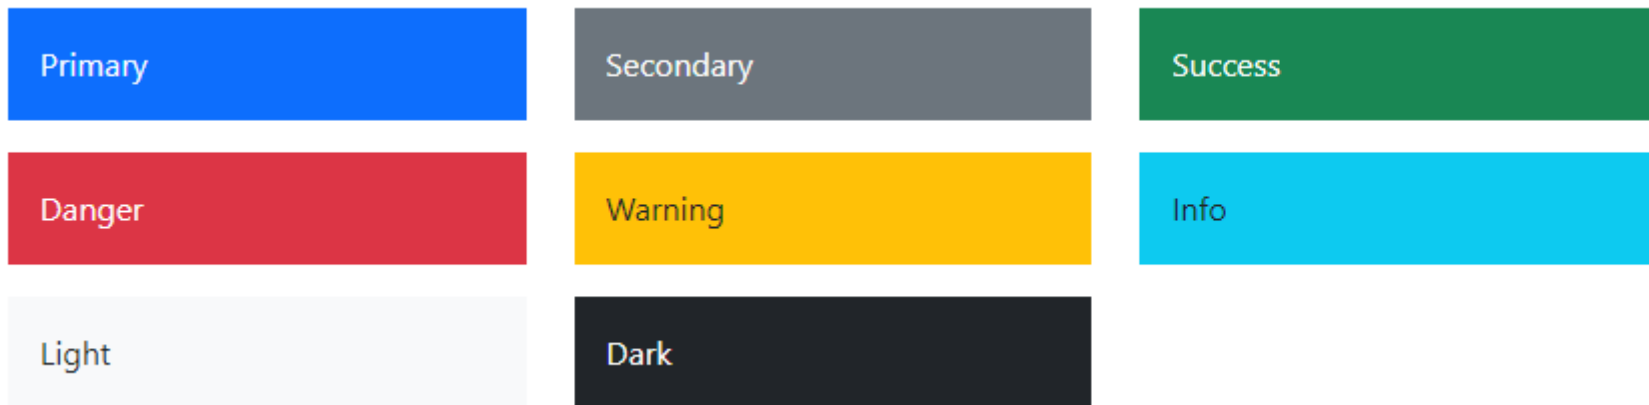 Primary
Secondary
Success
Danger
Warning
Info
Light
Dark